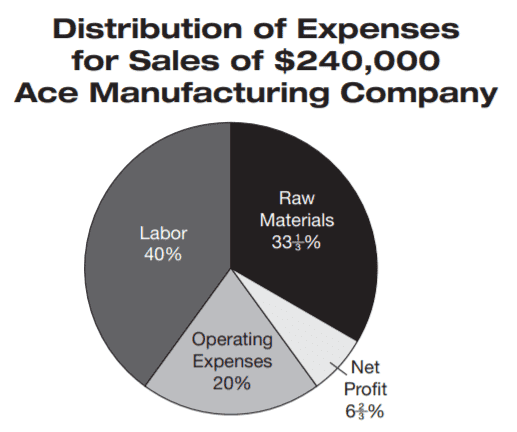 Distribution of Expenses
for Sales of $240,000
Ace Manufacturing Company
Raw
Materials
33⅓%
Labor
40%
Operating
Expenses
20%
Net
Profit
6⅔%